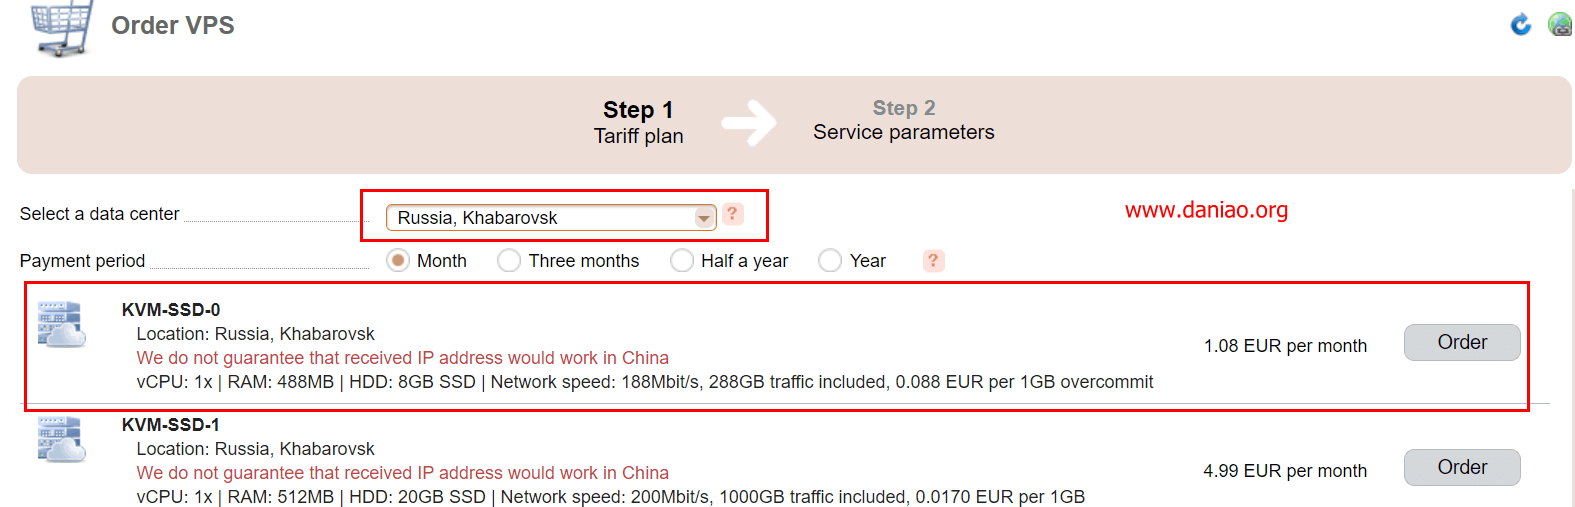 Order VPS
Step 1
Tariff plan
Step 2
Service parameters
Select a data center
Russia, Khabarovsk
?
www.daniao.org
Payment period
Month
Three months
Half a year
Year
?
KVM-SSD-0
Location: Russia, Khabarovsk
We do not guarantee that received IP address would work in China
vCPU: 1x | RAM: 488MB | HDD: 8GB SSD | Network speed: 188Mbit/s, 288GB traffic included, 0.088 EUR per 1GB overcommit
1.08 EUR per month
Order
KVM-SSD-1
Location: Russia, Khabarovsk
We do not guarantee that received IP address would work in China
vCPU: 1x | RAM: 512MB | HDD: 20GB SSD | Network speed: 200Mbit/s, 1000GB traffic included, 0.0170 EUR per 1GB
4.99 EUR per month
Order